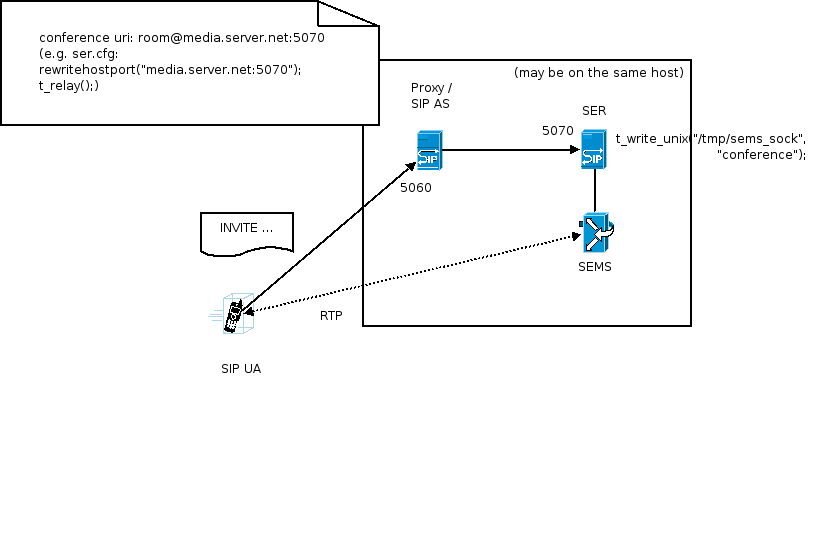 conference uri: room@media.server.net:5070
(e.g. ser.cfg:
rewritehostport("media.server.net:5070");
t_relay();)
(may be on the same host)
Proxy /
SIP AS
SER
5070
t_write_unix("/tmp/sems_sock",
"conference");
SIP
SIP
5060
INVITE ...
SEMS
RTP
SIP UA